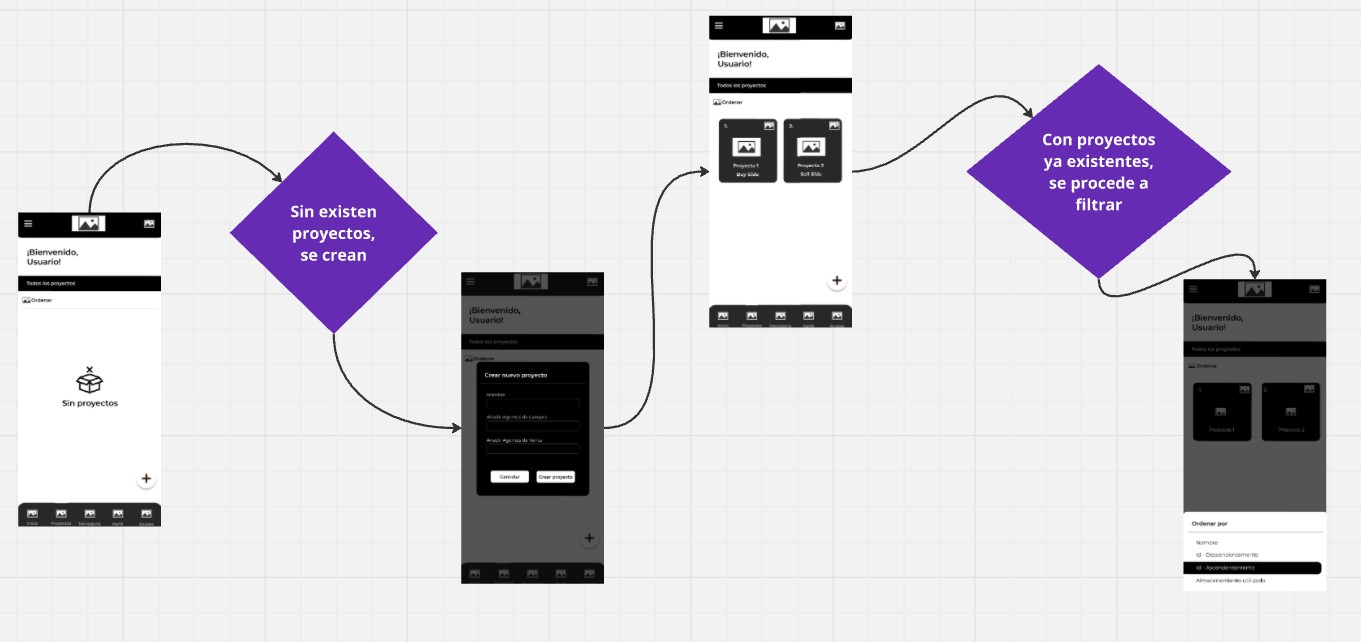 ¡Bienvenido,
Usuario!
Todos los proyectos
Ordenar
Sin proyectos
+
Inicio Proyectos Mensajería Perfil Ajustes
Sin existen
proyectos,
se crean
¡Bienvenido,
Usuario!
Todos los proyectos
Ordenar
Crear nuevo proyecto
Nombre
Añadir Agentes de Compra
Añadir Agentes de Venta
Cancelar Crear proyecto
+
¡Bienvenido,
Usuario!
Todos los proyectos
Ordenar
1. 2.
Proyecto 1 Proyecto 2
Buy Side Sell Side
+
Inicio Proyectos Mensajería Perfil Ajustes
Con proyectos
ya existentes,
se procede a
filtrar
¡Bienvenido,
Usuario!
Todos los proyectos
Ordenar
1. 2.
Proyecto 1 Proyecto 2
Ordenar por
Nombre
Id - Descendentemente
Id - Ascendentemente
Almacenamiento utilizado